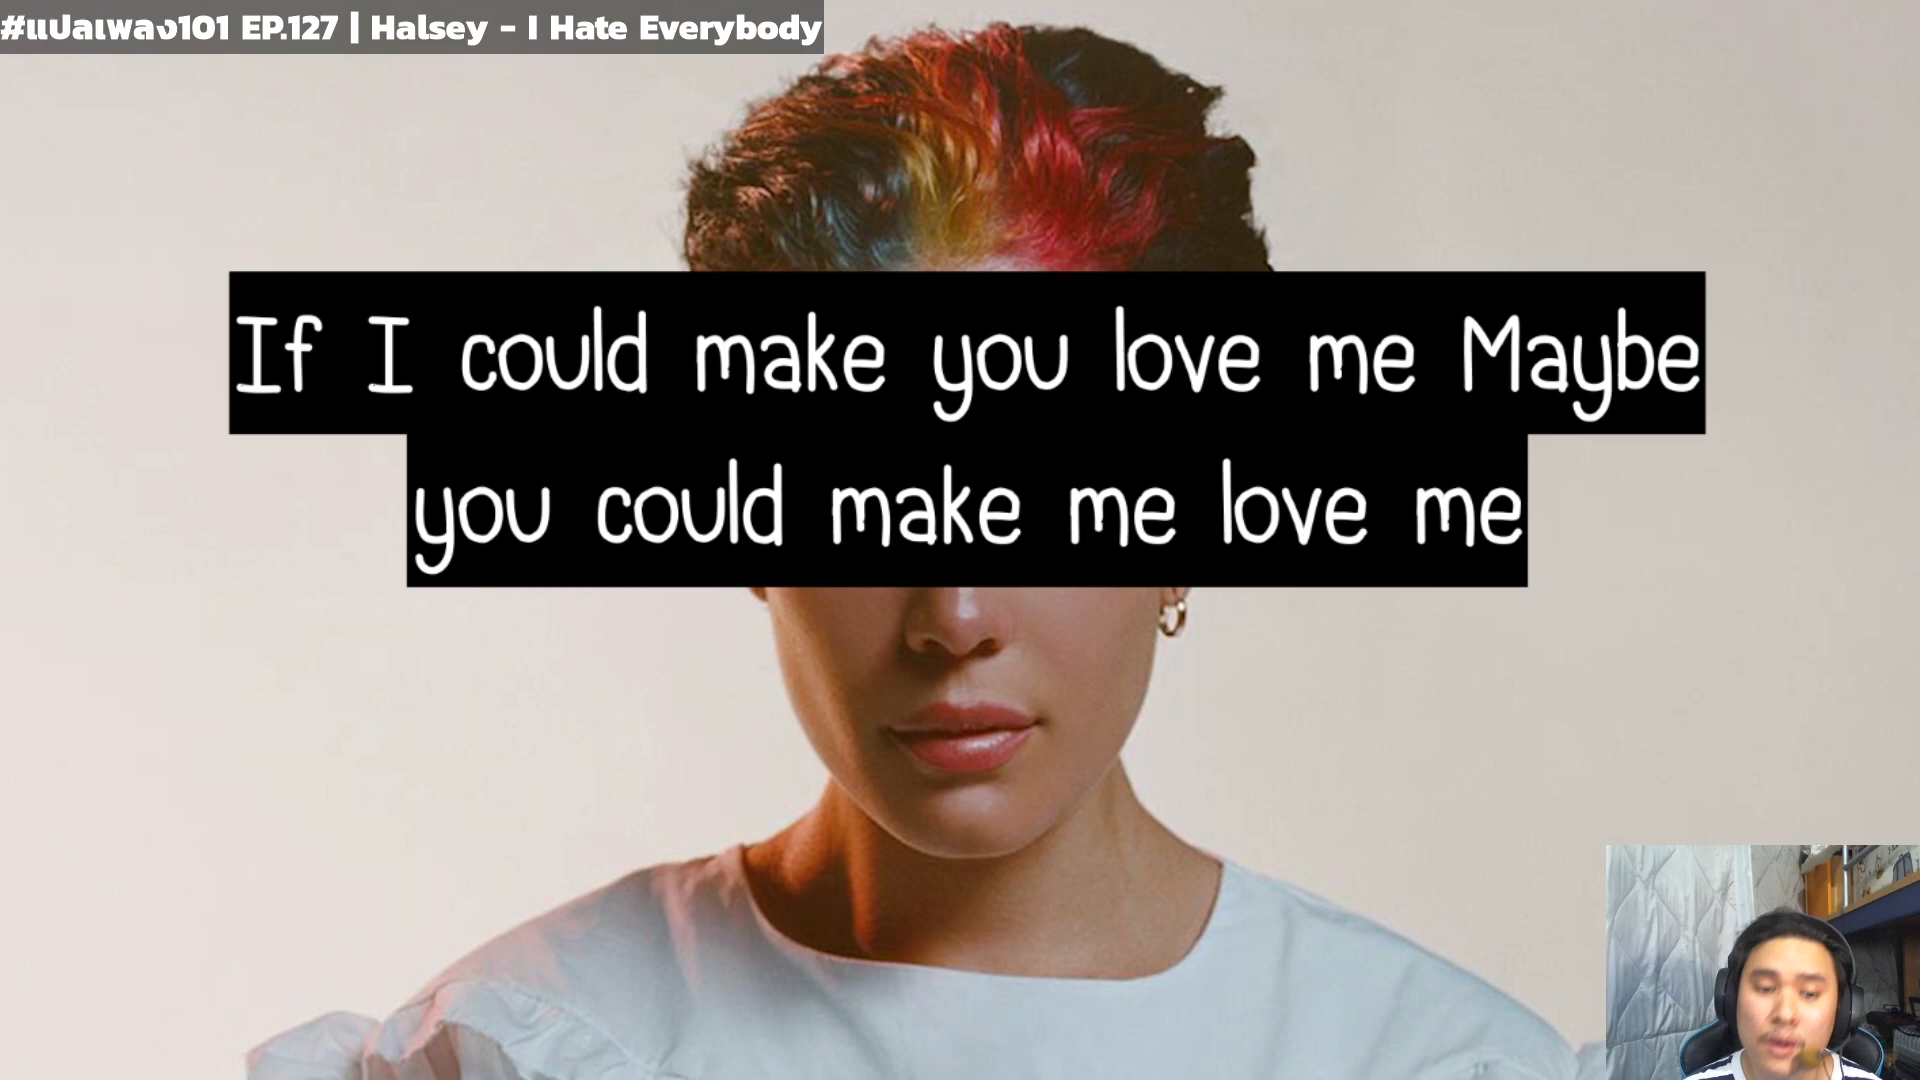 #แปลเพลง101 EP.127 | Halsey - I Hate Everybody
If I could make you love me Maybe
you could make me love me